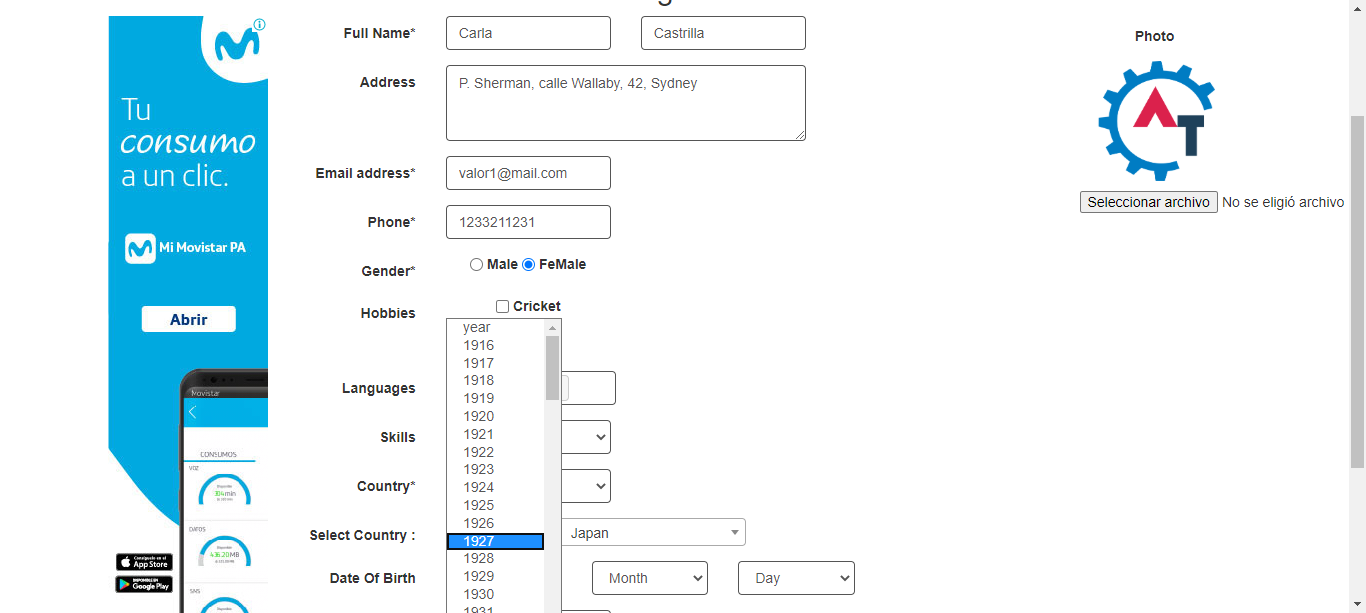 Full Name*
Carla
Castrilla
Photo
Address
P. Sherman, calle Wallaby, 42, Sydney
Tu
consumo
a un clic.
Email address*
valor1@mail.com
Seleccionar archivo
No se eligió archivo
Phone*
1233211231
Mi Movistar PA
Gender*
Male
FeMale
Hobbies
Cricket
Abrir
year
1916
1917
1918
1919
1920
1921
1922
1923
1924
1925
1926
1927
1928
1929
1930
1931
Languages
Skills
Country*
Select Country :
Japan
Date Of Birth
Month
Day
Movistar
CONSUMOS
VOZ
DATOS
436.20 MB
SMS
App Store
Google Play